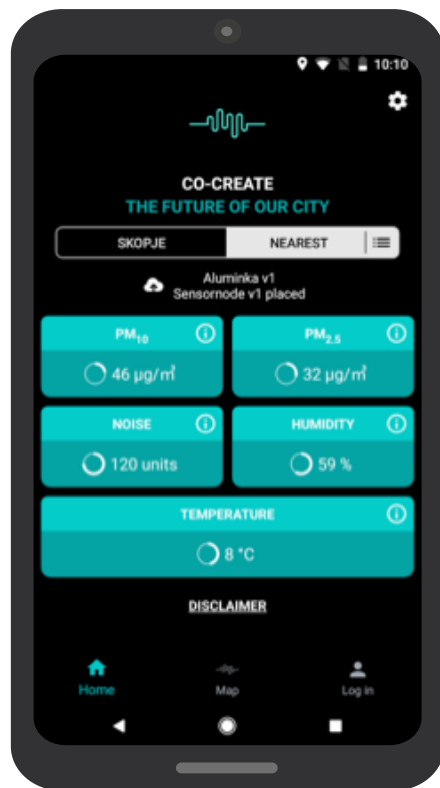 10:10
CO-CREATE
THE FUTURE OF OUR CITY
SKOPJE
NEAREST
Aluminka v1
Sensornode v1 placed
PM₁₀
PM₂.₅
46 µg/m³
32 µg/m³
NOISE
HUMIDITY
120 units
59 %
TEMPERATURE
8 °C
DISCLAIMER
Home
Map
Log in